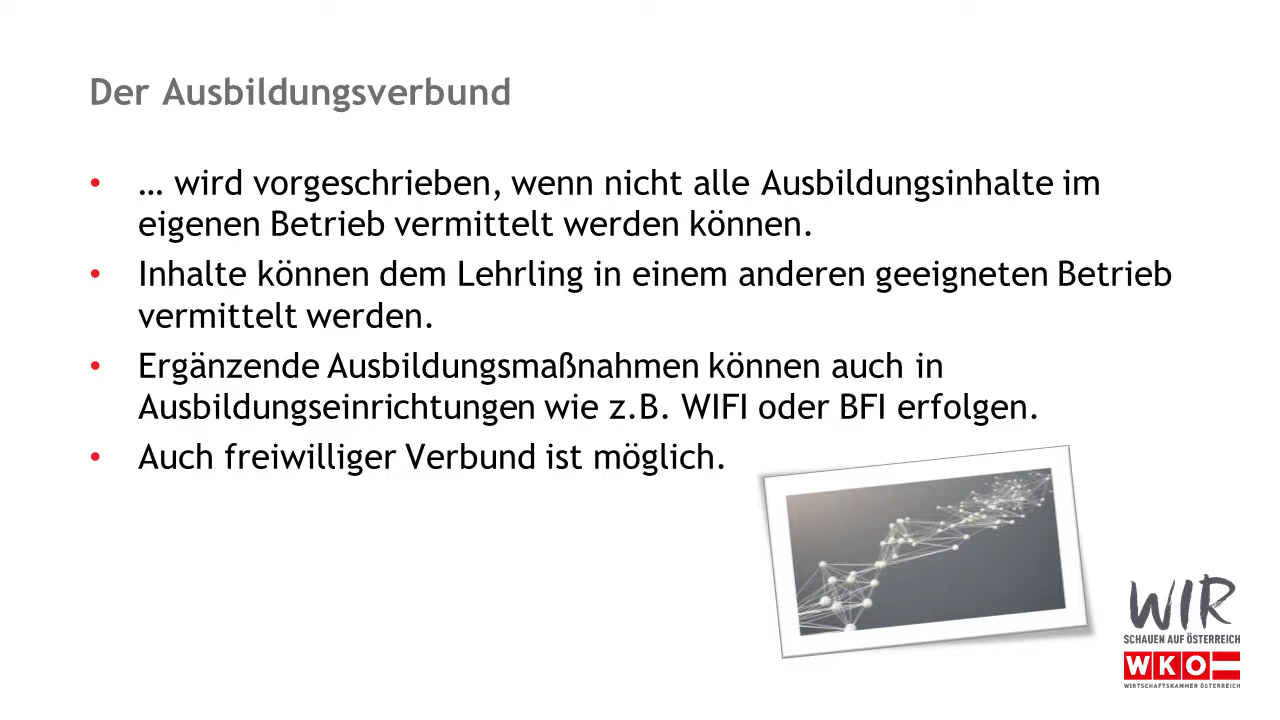 Der Ausbildungsverbund
• … wird vorgeschrieben, wenn nicht alle Ausbildungsinhalte im
eigenen Betrieb vermittelt werden können.
• Inhalte können dem Lehrling in einem anderen geeigneten Betrieb
vermittelt werden.
• Ergänzende Ausbildungsmaßnahmen können auch in
Ausbildungseinrichtungen wie z.B. WIFI oder BFI erfolgen.
• Auch freiwilliger Verbund ist möglich.
WIR
SCHAUEN AUF ÖSTERREICH
WKO
WIRTSCHAFTSKAMMER ÖSTERREICH